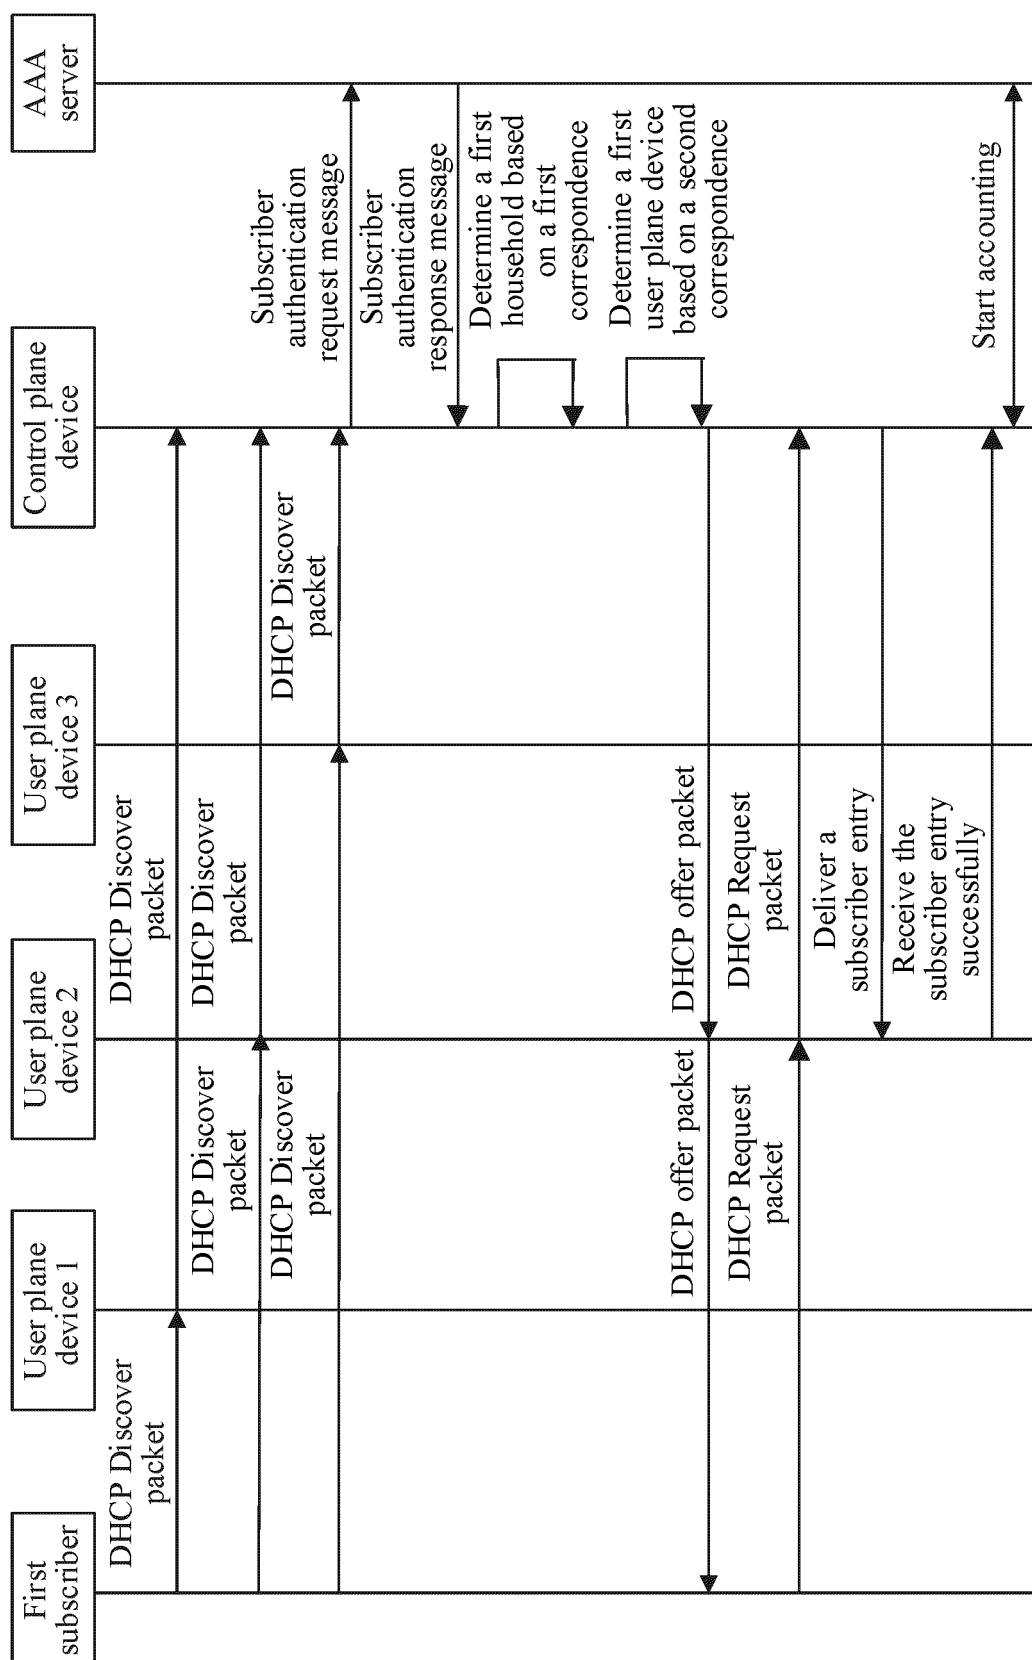 First
subscriber
User plane
device 1
User plane
device 2
User plane
device 3
Control plane
device
AAA
server
DHCP Discover
packet
DHCP Discover
packet
DHCP Discover
packet
DHCP Discover
packet
DHCP Discover
packet
DHCP Discover
packet
Subscriber
authentication
request message
Subscriber
authentication
response message
Determine a first
household based
on a first
correspondence
Determine a first
user plane device
based on a second
correspondence
DHCP offer packet
DHCP offer packet
DHCP Request
packet
DHCP Request
packet
Deliver a
subscriber entry
Receive the
subscriber entry
successfully
Start accounting